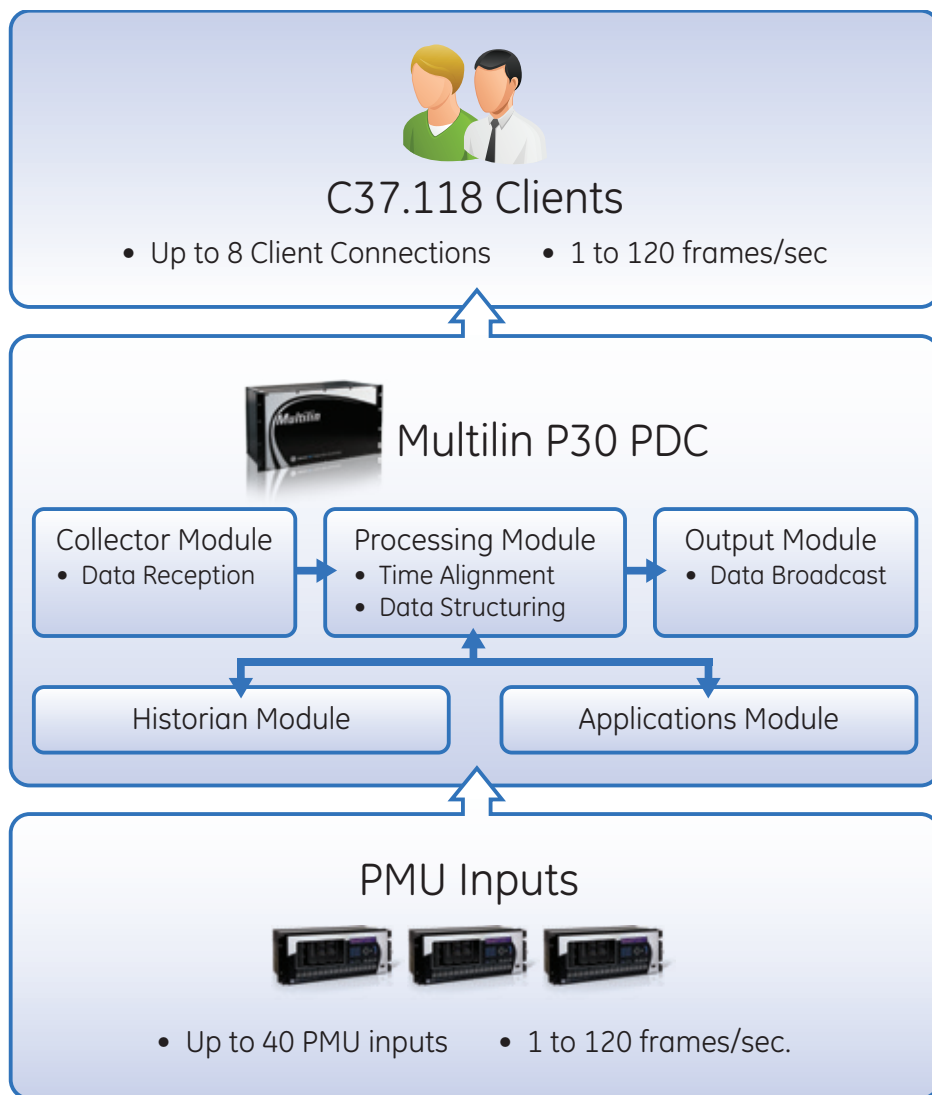 C37.118 Clients
• Up to 8 Client Connections • 1 to 120 frames/sec
Multilin
Multilin P30 PDC
Collector Module
• Data Reception
Processing Module
• Time Alignment
• Data Structuring
Output Module
• Data Broadcast
Historian Module
Applications Module
PMU Inputs
• Up to 40 PMU inputs • 1 to 120 frames/sec.